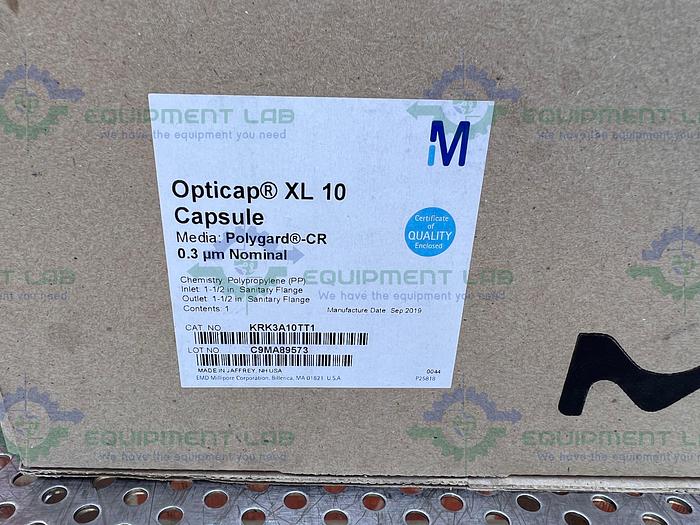 EQUIPMENT LAB
We have the equipment you need
EQUIPMENT LAB
We have the equipment you need
M
Opticap® XL 10
Capsule
Media: Polygard®-CR
0.3 µm Nominal
Certificate
of
QUALITY
Enclosed
Chemistry: Polypropylene (PP)
Inlet: 1-1/2 in. Sanitary Flange
Outlet: 1-1/2 in. Sanitary Flange
Contents: 1
Manufacture Date: Sep 2019
EQUIPMENT LAB
We have the equipment you need
CAT. NO. KRK3A10TT1
LOT NO. C9MA89573
MADE IN JAFFREY, NH USA
EMD Millipore Corporation, Billerica, MA 01821, U.S.A.
0044
P25818
EQUIPMENT LAB
We have the equipment you need
EQUIPMENT LAB
We have the equipment you need